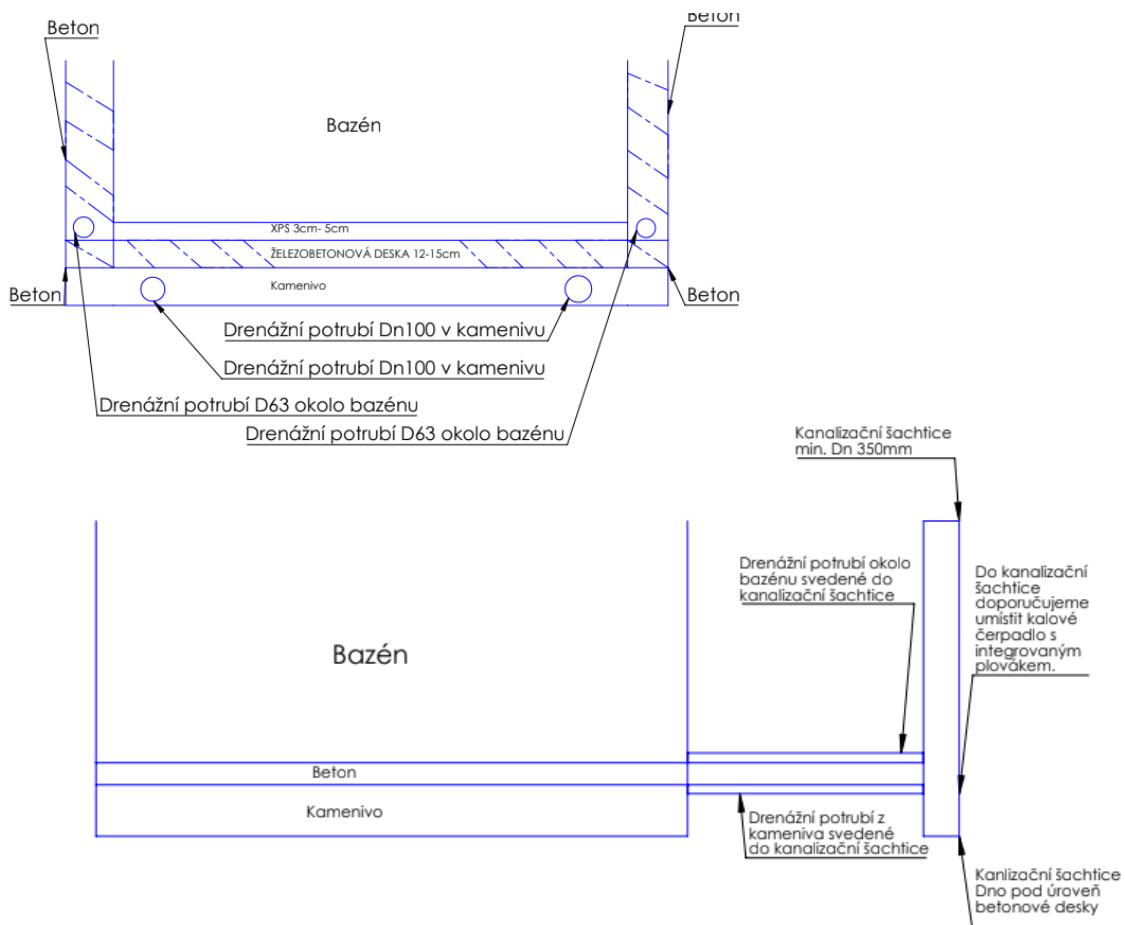 Beton
Beton
Bazén
XPS 3cm- 5cm
ŽELEZOBETONOVÁ DESKA 12-15cm
Kamenivo
Beton
Beton
Drenážní potrubí Dn100 v kamenivu
Drenážní potrubí Dn100 v kamenivu
Drenážní potrubí D63 okolo bazénu
Drenážní potrubí D63 okolo bazénu
Kanalizační šachtice
min. Dn 350mm
Drenážní potrubí okolo
bazénu svedené do
kanalizační šachtice
Do kanalizační
šachtice
doporučujeme
umístit kalové
čerpadlo s
integrovaným
plovákem.
Bazén
Beton
Kamenivo
Drenážní potrubí z
kameniva svedené
do kanalizační šachtice
Kanlizační šachtice
Dno pod úroveň
betonové desky